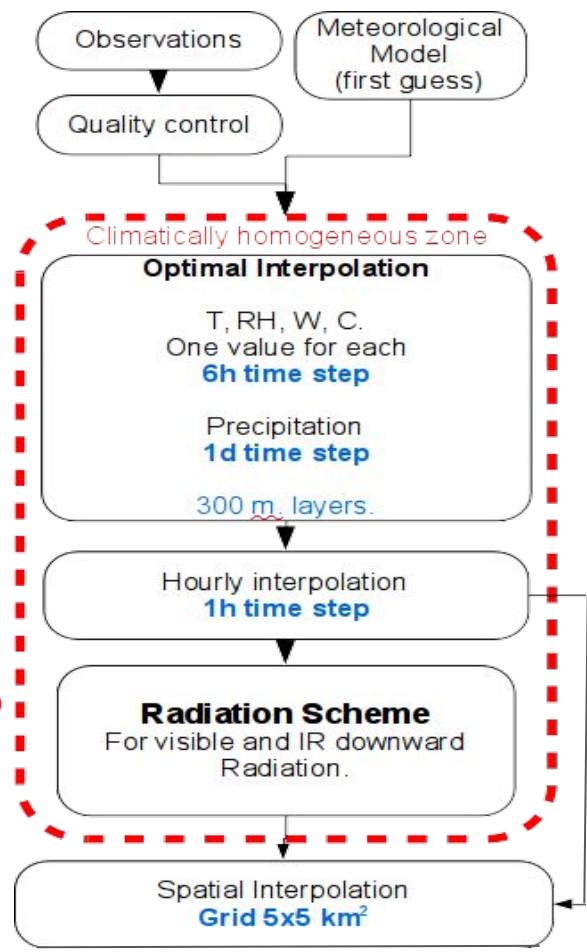 Observations
Meteorological
Model
(first guess)
Quality control
Climatically homogeneous zone
Optimal Interpolation
T, RH, W, C.
One value for each
6h time step
Precipitation
1d time step
300 m. layers.
Hourly interpolation
1h time step
Radiation Scheme
For visible and IR downward
Radiation.
Spatial Interpolation
Grid 5x5 km²